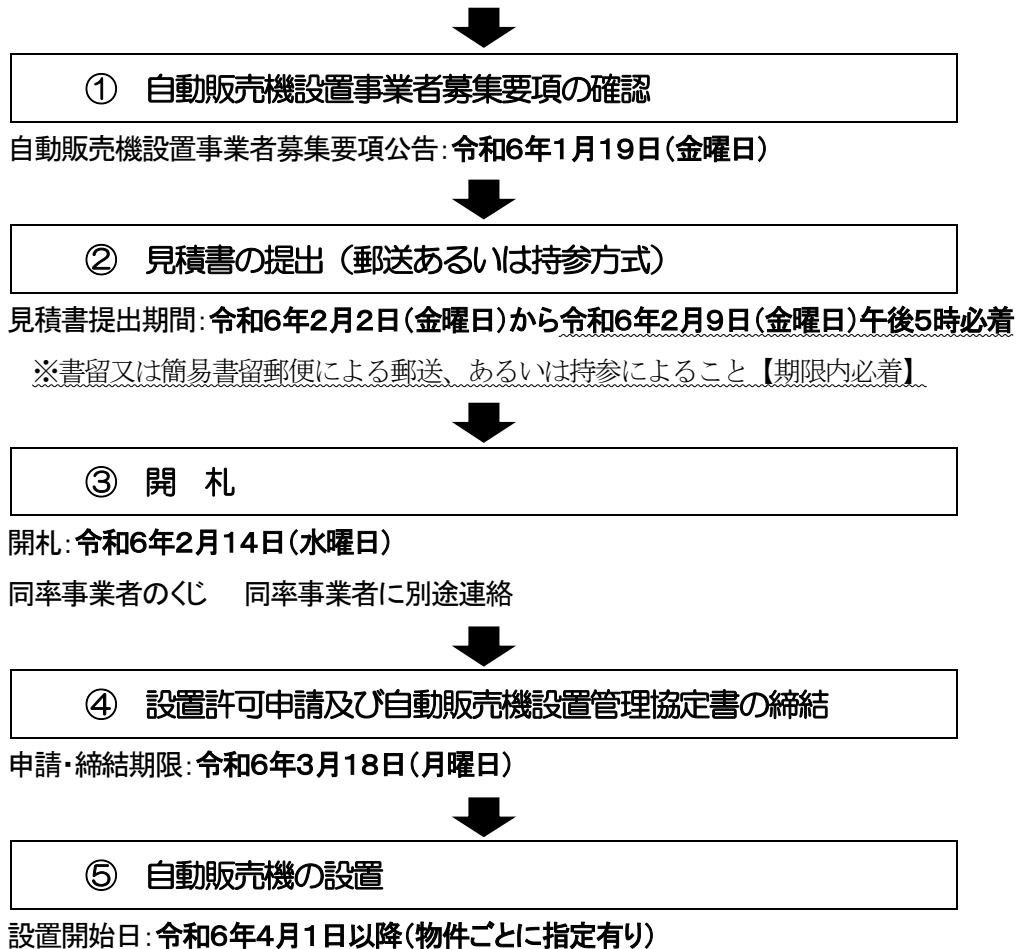 ① 自動販売機設置事業者募集要項の確認
自動販売機設置事業者募集要項公告:令和6年1月19日(金曜日)
② 見積書の提出(郵送あるいは持参方式)
見積書提出期間:令和6年2月2日(金曜日)から令和6年2月9日(金曜日)午後5時必着
※書留又は簡易書留郵便による郵送、あるいは持参によること【期限内必着】
③ 開 札
開札:令和6年2月14日(水曜日)
同率事業者のくじ 同率事業者に別途連絡
④ 設置許可申請及び自動販売機設置管理協定書の締結
申請・締結期限:令和6年3月18日(月曜日)
⑤ 自動販売機の設置
設置開始日:令和6年4月1日以降(物件ごとに指定有り)